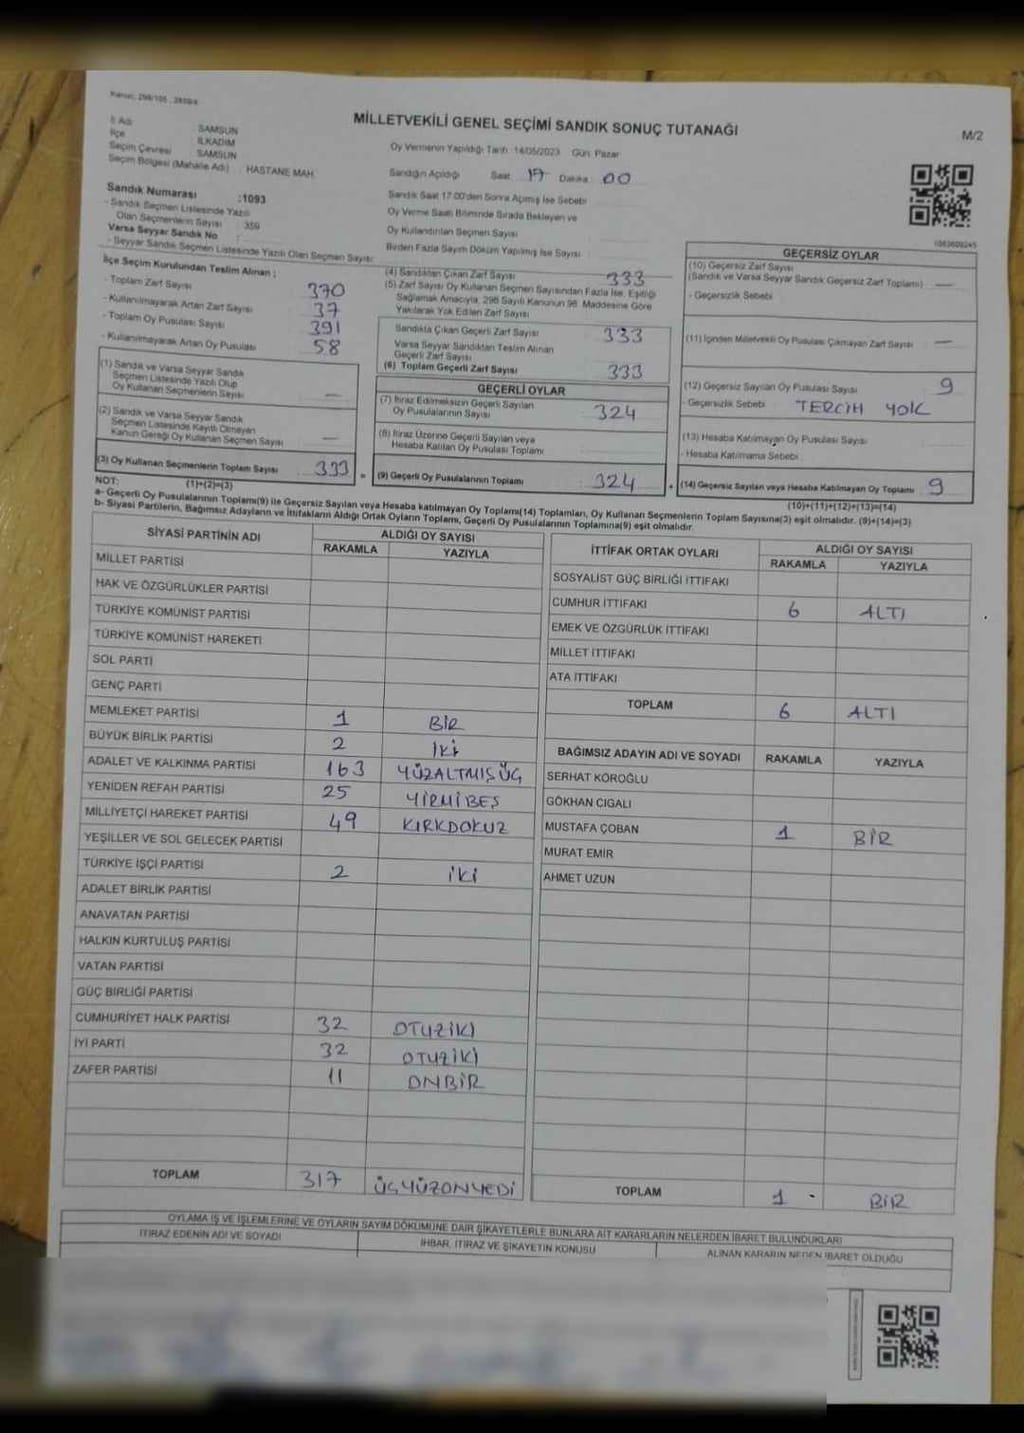 Kanun: 298/105, 2839/4
MİLLETVEKİLİ GENEL SEÇİMİ SANDIK SONUÇ TUTANAĞI
M/2
İl Adı SAMSUN
İlçe İLKADIM
Seçim Çevresi SAMSUN
Seçim Bölgesi (Mahalle Adı) : HASTANE MAH.
Oy Vermenin Yapıldığı Tarih :14/05/2023 Gün: Pazar
Sandığın Açıldığı Saat 17 Dakika 00
Sandık Saat 17:00'den Sonra Açılmış İse Sebebi
Oy Verme Saati Bitiminde Sırada Bekleyen ve
Oy Kullandırılan Seçmen Sayısı
Birden Fazla Sayım Döküm Yapılmış İse Sayısı
Sandık Numarası :1093
- Sandık Seçmen Listesinde Yazılı
Olan Seçmenlerin Sayısı : 359
Varsa Seyyar Sandık No
- Seyyar Sandık Seçmen Listesinde Yazılı Olan Seçmen Sayısı:
İlçe Seçim Kurulundan Teslim Alınan ;
- Toplam Zarf Sayısı 370
- Kullanılmayarak Artan Zarf Sayısı 37
- Toplam Oy Pusulası Sayısı 391
- Kullanılmayarak Artan Oy Pusulası 58
(1) Sandık ve Varsa Seyyar Sandık
Seçmen Listesinde Yazılı Olup
Oy Kullanan Seçmenlerin Sayısı —
(2) Sandık ve Varsa Seyyar Sandık
Seçmen Listesinde Kayıtlı Olmayan
Kanun Gereği Oy Kullanan Seçmen Sayısı —
(3) Oy Kullanan Seçmenlerin Toplam Sayısı 333
(1)+(2)=(3)
(4) Sandıktan Çıkan Zarf Sayısı 333
(5) Zarf Sayısı Oy Kullanan Seçmen Sayısından Fazla İse, Eşitliği
Sağlamak Amacıyla, 298 Sayılı Kanunun 98. Maddesine Göre
Yakılarak Yok Edilen Zarf Sayısı
Sandıkta Çıkan Geçerli Zarf Sayısı 333
Varsa Seyyar Sandıktan Teslim Alınan
Geçerli Zarf Sayısı
(6) Toplam Geçerli Zarf Sayısı 333
GEÇERLİ OYLAR
(7) İtiraz Edilmeksizin Geçerli Sayılan
Oy Pusulalarının Sayısı 324
(8) İtiraz Üzerine Geçerli Sayılan veya
Hesaba Katılan Oy Pusulası Toplamı
= (9) Geçerli Oy Pusulalarının Toplamı 324
1093609245
GEÇERSİZ OYLAR
(10) Geçersiz Zarf Sayısı
(Sandık ve Varsa Seyyar Sandık Geçersiz Zarf Toplamı) —
- Geçersizlik Sebebi
(11) İçinden Milletvekili Oy Pusulası Çıkmayan Zarf Sayısı —
(12) Geçersiz Sayılan Oy Pusulası Sayısı 9
- Geçersizlik Sebebi TERCİH YOK
(13) Hesaba Katılmayan Oy Pusulası Sayısı
- Hesaba Katılmama Sebebi
+ (14) Geçersiz Sayılan veya Hesaba Katılmayan Oy Toplamı 9
(10)+(11)+(12)+(13)=(14)
NOT:
a- Geçerli Oy Pusulalarının Toplamı(9) ile Geçersiz Sayılan veya Hesaba katılmayan Oy Toplamı(14) Toplamları, Oy Kullanan Seçmenlerin Toplam Sayısına(3) eşit olmalıdır. (9)+(14)=(3)
b- Siyasi Partilerin, Bağımsız Adayların ve İttifakların Aldığı Ortak Oyların Toplamı, Geçerli Oy Pusulalarının Toplamına(9) eşit olmalıdır.
SİYASİ PARTİNİN ADI ALDIĞI OY SAYISI
RAKAMLA YAZIYLA
MİLLET PARTİSİ
HAK VE ÖZGÜRLÜKLER PARTİSİ
TÜRKİYE KOMÜNİST PARTİSİ
TÜRKİYE KOMÜNİST HAREKETİ
SOL PARTİ
GENÇ PARTİ
MEMLEKET PARTİSİ 1 BİR
BÜYÜK BİRLİK PARTİSİ 2 İKİ
ADALET VE KALKINMA PARTİSİ 163 YÜZALTMIŞÜÇ
YENİDEN REFAH PARTİSİ 25 YİRMİBEŞ
MİLLİYETÇİ HAREKET PARTİSİ 49 KIRKDOKUZ
YEŞİLLER VE SOL GELECEK PARTİSİ
TÜRKİYE İŞÇİ PARTİSİ 2 İKİ
ADALET BİRLİK PARTİSİ
ANAVATAN PARTİSİ
HALKIN KURTULUŞ PARTİSİ
VATAN PARTİSİ
GÜÇ BİRLİĞİ PARTİSİ
CUMHURİYET HALK PARTİSİ 32 OTUZİKİ
İYİ PARTİ 32 OTUZİKİ
ZAFER PARTİSİ 11 ONBİR
TOPLAM 317 ÜÇYÜZONYEDİ
İTTİFAK ORTAK OYLARI ALDIĞI OY SAYISI
RAKAMLA YAZIYLA
SOSYALİST GÜÇ BİRLİĞİ İTTİFAKI
CUMHUR İTTİFAKI 6 ALTI
EMEK VE ÖZGÜRLÜK İTTİFAKI
MİLLET İTTİFAKI
ATA İTTİFAKI
TOPLAM 6 ALTI
BAĞIMSIZ ADAYIN ADI VE SOYADI RAKAMLA YAZIYLA
SERHAT KÖROĞLU
GÖKHAN CIGALI
MUSTAFA ÇOBAN 1 BİR
MURAT EMİR
AHMET UZUN
TOPLAM 1 BİR
OYLAMA İŞ VE İŞLEMLERİNE VE OYLARIN SAYIM DÖKÜMÜNE DAİR ŞİKAYETLERLE BUNLARA AİT KARARLARIN NELERDEN İBARET BULUNDUKLARI
İTİRAZ EDENİN ADI VE SOYADI İHBAR, İTİRAZ VE ŞİKAYETİN KONUSU ALINAN KARARIN NEDEN İBARET OLDUĞU